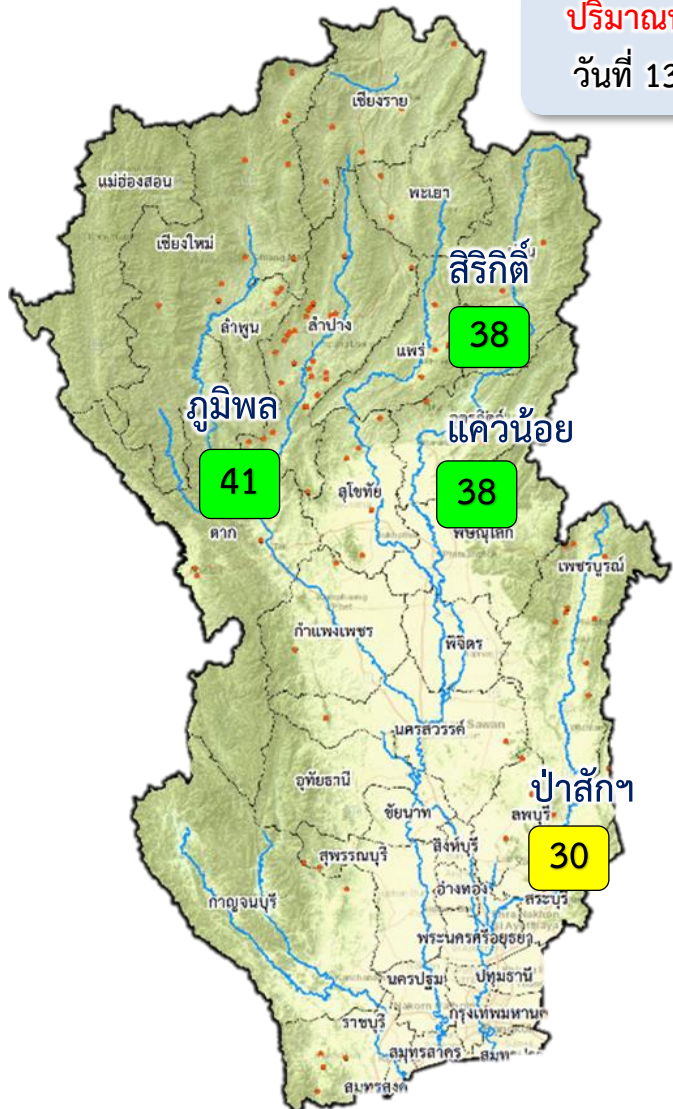 วันที่ 13
เชียงราย
แม่ฮ่องสอน
พะเยา
เชียงใหม่
สิริกิติ์
38
ลำพูน
ลำปาง
แพร่
ภูมิพล
แควน้อย
41
38
สุโขทัย
ตาก
พิษณุโลก
เพชรบูรณ์
กำแพงเพชร
พิจิตร
นครสวรรค์
Sawan
อุทัยธานี
ป่าสักฯ
ชัยนาท
ลพบุรี
สิงห์บุรี
30
สุพรรณบุรี
อ่างทอง
กาญจนบุรี
สระบุรี
พระนครศรีอยุธยา
นครปฐม
ปทุมธานี
กรุงเทพมหานค
ราชบุรี
สมุทรสาคร
สมุทรสงค